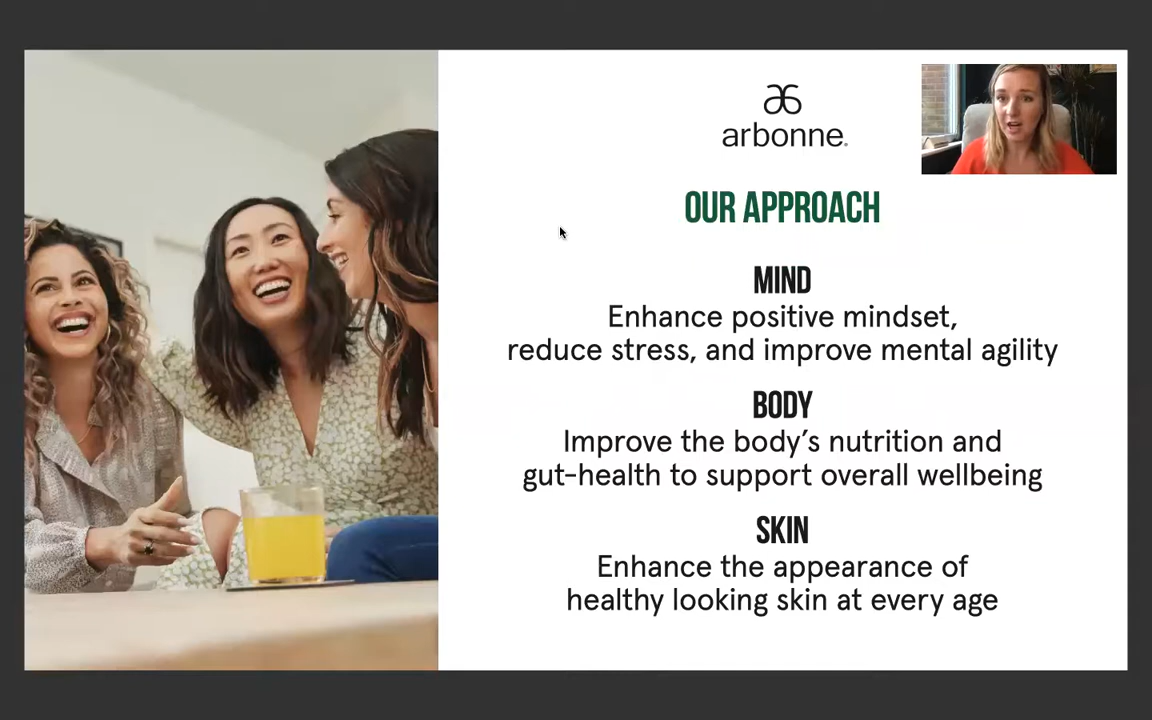 arbonne.
OUR APPROACH
MIND
Enhance positive mindset,
reduce stress, and improve mental agility
BODY
Improve the body's nutrition and
gut-health to support overall wellbeing
SKIN
Enhance the appearance of
healthy looking skin at every age